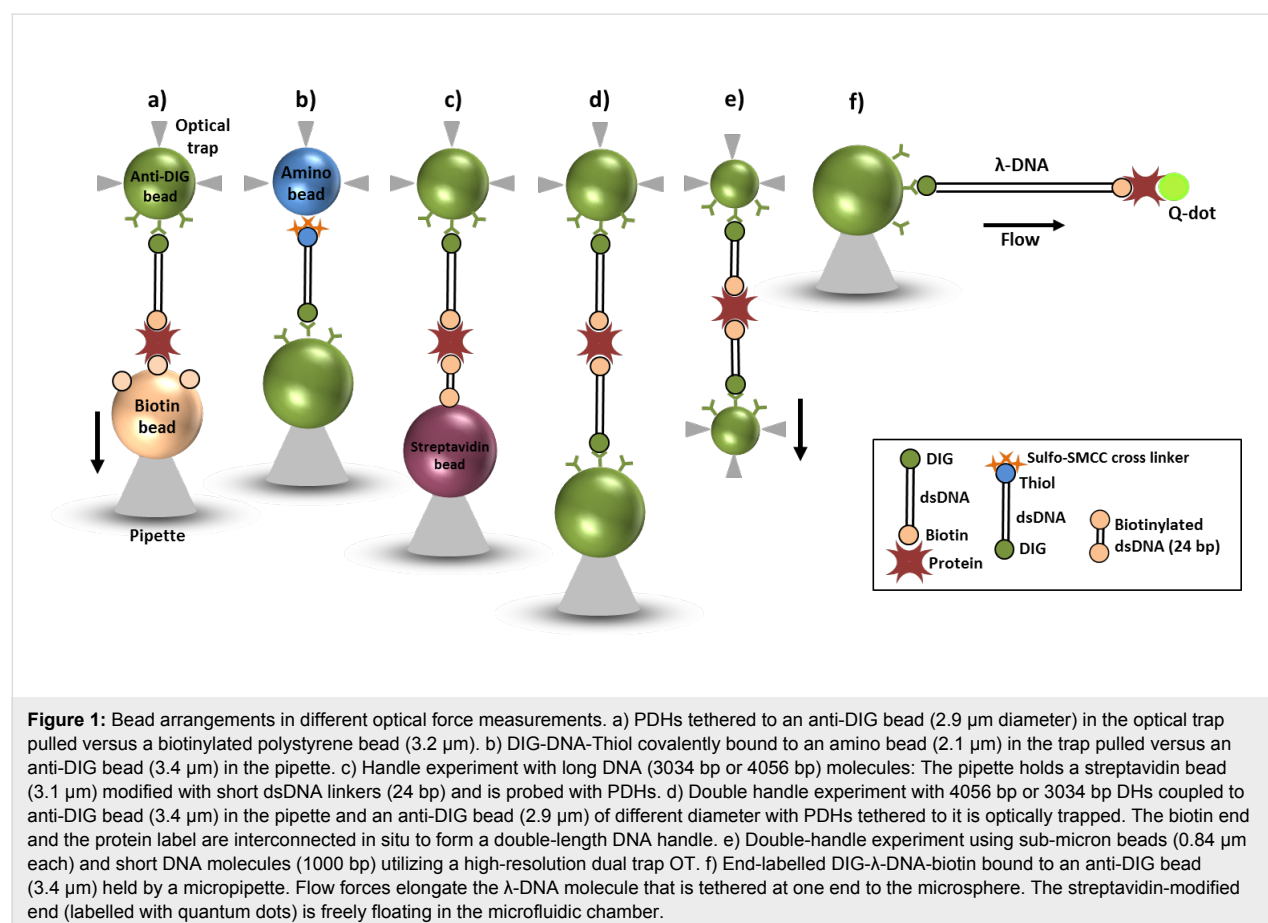 a)
b)
c)
d)
e)
f)
Optical
trap
Anti-DIG
bead
Amino
bead
λ-DNA
Q-dot
Flow
Biotin
bead
Streptavidin
bead
Pipette
DIG
dsDNA
Biotin
Protein
Sulfo-SMCC cross linker
Thiol
dsDNA
DIG
Biotinylated
dsDNA (24 bp)
Figure 1: Bead arrangements in different optical force measurements. a) PDHs tethered to an anti-DIG bead (2.9 µm diameter) in the optical trap
pulled versus a biotinylated polystyrene bead (3.2 µm). b) DIG-DNA-Thiol covalently bound to an amino bead (2.1 µm) in the trap pulled versus an
anti-DIG bead (3.4 µm) in the pipette. c) Handle experiment with long DNA (3034 bp or 4056 bp) molecules: The pipette holds a streptavidin bead
(3.1 µm) modified with short dsDNA linkers (24 bp) and is probed with PDHs. d) Double handle experiment with 4056 bp or 3034 bp DHs coupled to
anti-DIG bead (3.4 µm) in the pipette and an anti-DIG bead (2.9 µm) of different diameter with PDHs tethered to it is optically trapped. The biotin end
and the protein label are interconnected in situ to form a double-length DNA handle. e) Double-handle experiment using sub-micron beads (0.84 µm
each) and short DNA molecules (1000 bp) utilizing a high-resolution dual trap OT. f) End-labelled DIG-λ-DNA-biotin bound to an anti-DIG bead
(3.4 µm) held by a micropipette. Flow forces elongate the λ-DNA molecule that is tethered at one end to the microsphere. The streptavidin-modified
end (labelled with quantum dots) is freely floating in the microfluidic chamber.